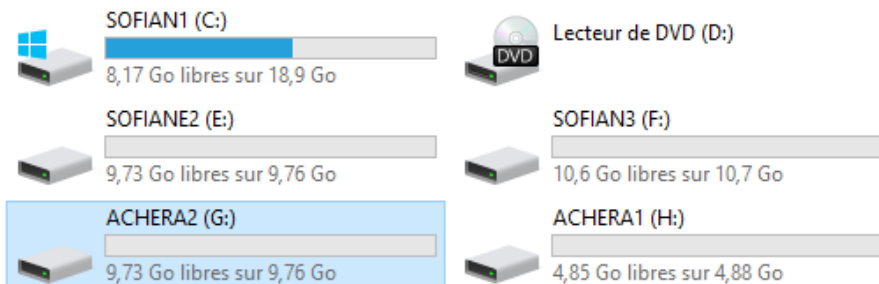 SOFIAN1 (C:)
8,17 Go libres sur 18,9 Go
Lecteur de DVD (D:)
DVD
SOFIANE2 (E:)
9,73 Go libres sur 9,76 Go
SOFIAN3 (F:)
10,6 Go libres sur 10,7 Go
ACHERA2 (G:)
9,73 Go libres sur 9,76 Go
ACHERA1 (H:)
4,85 Go libres sur 4,88 Go